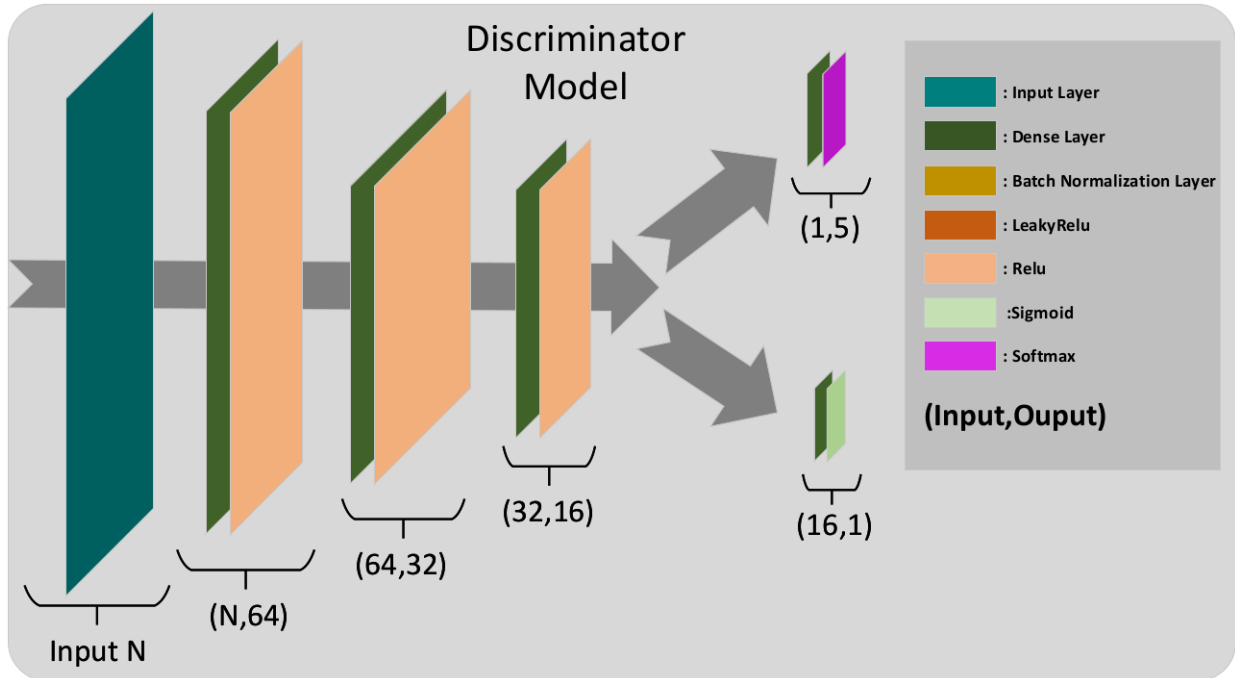 Discriminator
Model
Input N
(N,64)
(64,32)
(32,16)
(1,5)
(16,1)
: Input Layer
: Dense Layer
: Batch Normalization Layer
: LeakyRelu
: Relu
:Sigmoid
: Softmax
(Input,Ouput)